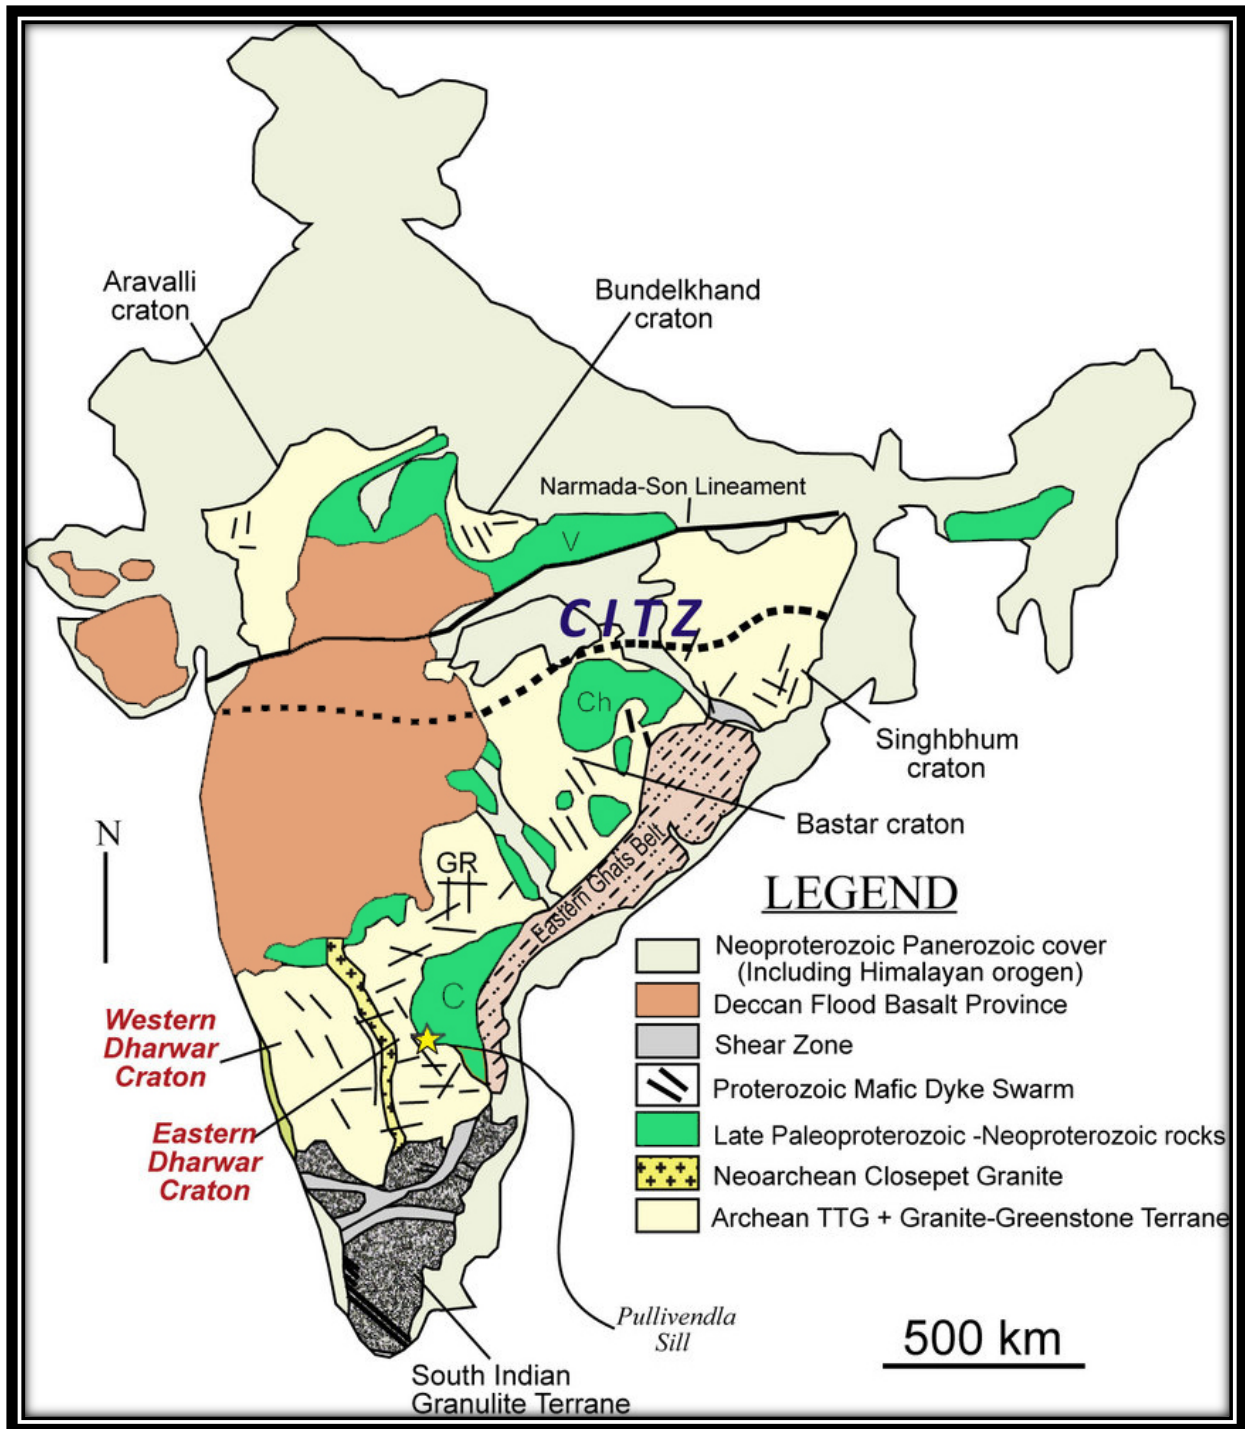 Aravalli
craton
Bundelkhand
craton
Narmada-Son Lineament
V
CITZ
Ch
Singhbhum
craton
Bastar craton
N
GR
Eastern Ghats Belt
C
Western
Dharwar
Craton
Eastern
Dharwar
Craton
Pullivendla
Sill
South Indian
Granulite Terrane
LEGEND
Neoproterozoic Panerozoic cover
(Including Himalayan orogen)
Deccan Flood Basalt Province
Shear Zone
Proterozoic Mafic Dyke Swarm
Late Paleoproterozoic -Neoproterozoic rocks
Neoarchean Closepet Granite
Archean TTG + Granite-Greenstone Terrane
500 km